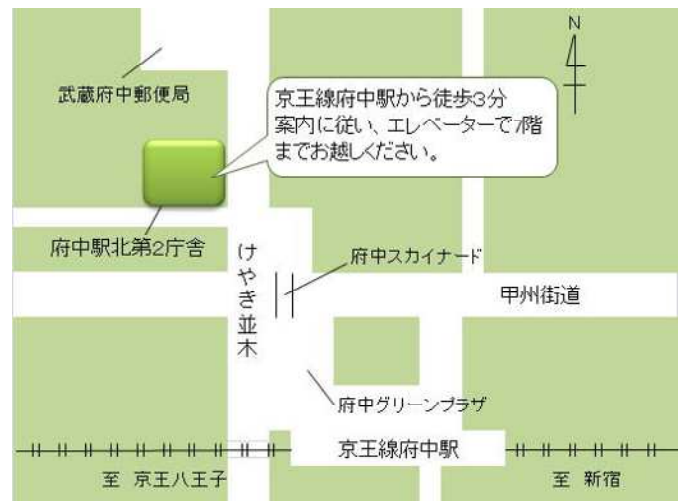 N
武蔵府中郵便局
京王線府中駅から徒歩3分
案内に従い、エレベーターで7階
までお越しください。
府中駅北第2庁舎
けやき並木
府中スカイナード
甲州街道
府中グリーンプラザ
京王線府中駅
至 京王八王子
至 新宿